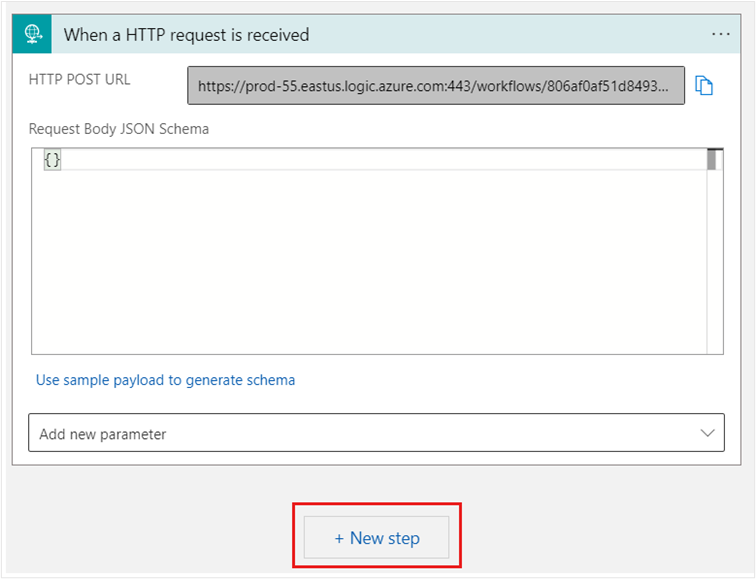 When a HTTP request is received
...
HTTP POST URL
https://prod-55.eastus.logic.azure.com:443/workflows/806af0af51d8493...
Request Body JSON Schema
{}
Use sample payload to generate schema
Add new parameter
+ New step